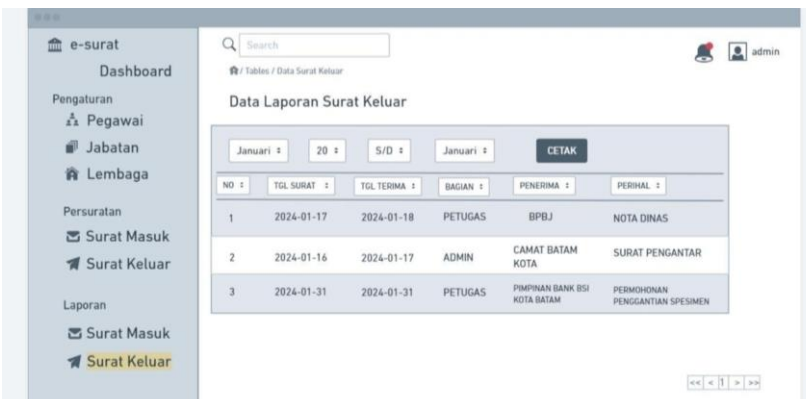 e-surat
Dashboard
Pengaturan
Pegawai
Jabatan
Lembaga
Persuratan
Surat Masuk
Surat Keluar
Laporan
Surat Masuk
Surat Keluar
Search
admin
/ Tables / Data Surat Keluar
Data Laporan Surat Keluar
Januari 20 S/D Januari CETAK
NO TGL SURAT TGL TERIMA BAGIAN PENERIMA PERIHAL
1 2024-01-17 2024-01-18 PETUGAS BPBJ NOTA DINAS
2 2024-01-16 2024-01-17 ADMIN CAMAT BATAM KOTA SURAT PENGANTAR
3 2024-01-31 2024-01-31 PETUGAS PIMPINAN BANK BSI KOTA BATAM PERMOHONAN PENGGANTIAN SPESIMEN
<< < 1 > >>